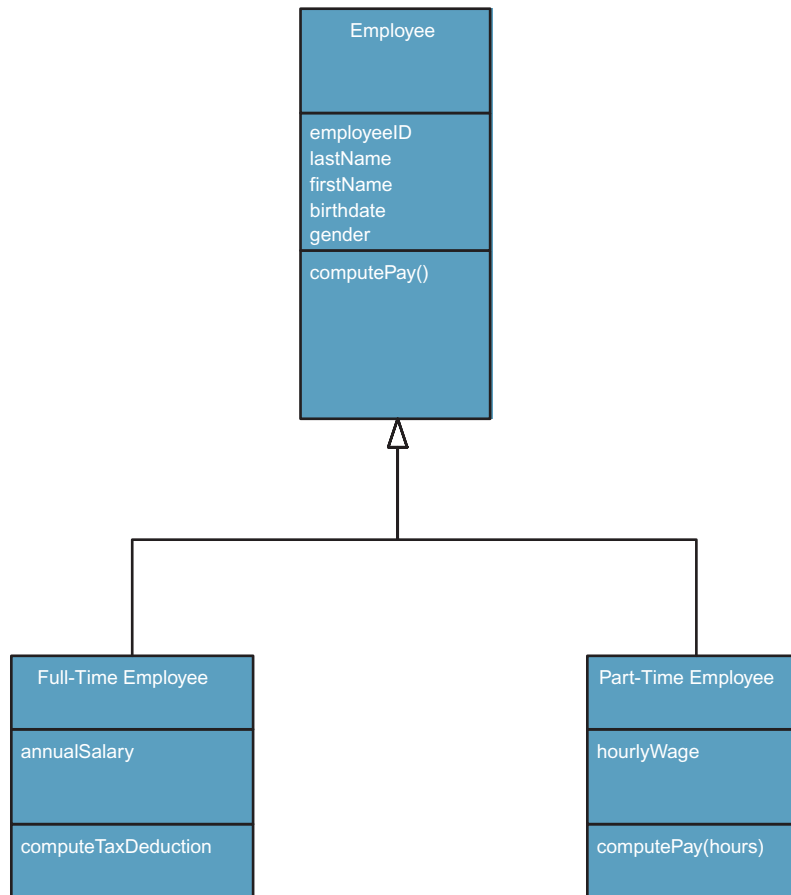 Employee
employeeID
lastName
firstName
birthdate
gender
computePay()
Full-Time Employee
annualSalary
computeTaxDeduction
Part-Time Employee
hourlyWage
computePay(hours)